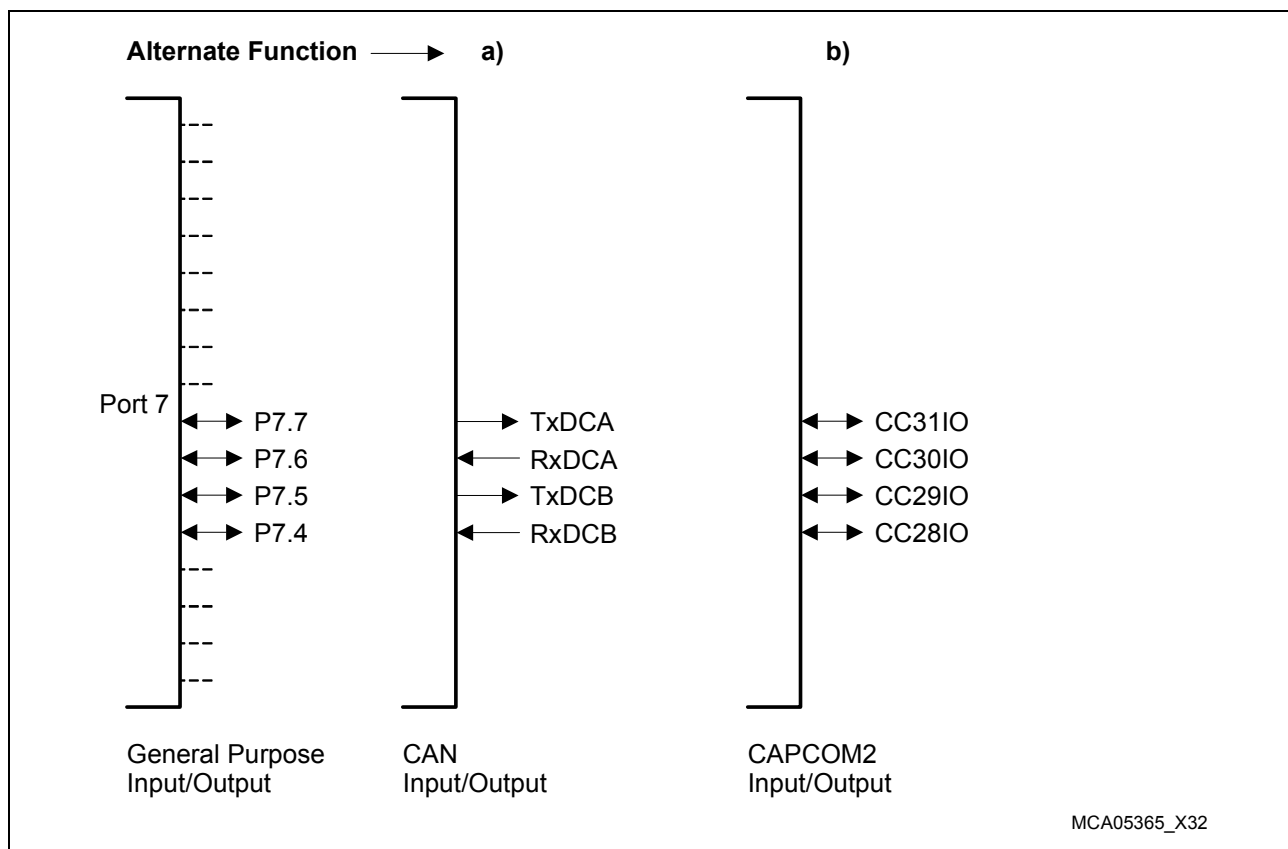 Alternate Function a) b)
Port 7
P7.7 TxDCA CC31IO
P7.6 RxDCA CC30IO
P7.5 TxDCB CC29IO
P7.4 RxDCB CC28IO
General Purpose CAN CAPCOM2
Input/Output Input/Output Input/Output
MCA05365_X32